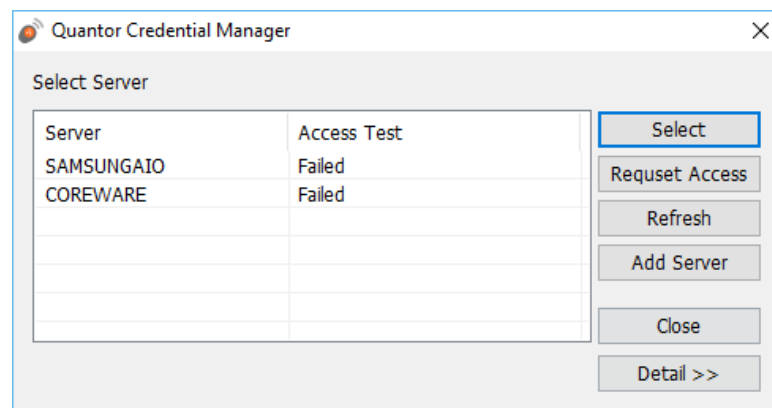 Quantor Credential Manager
Select Server
Server Access Test
SAMSUNGAIO Failed
COREWARE Failed
Select
Requset Access
Refresh
Add Server
Close
Detail >>